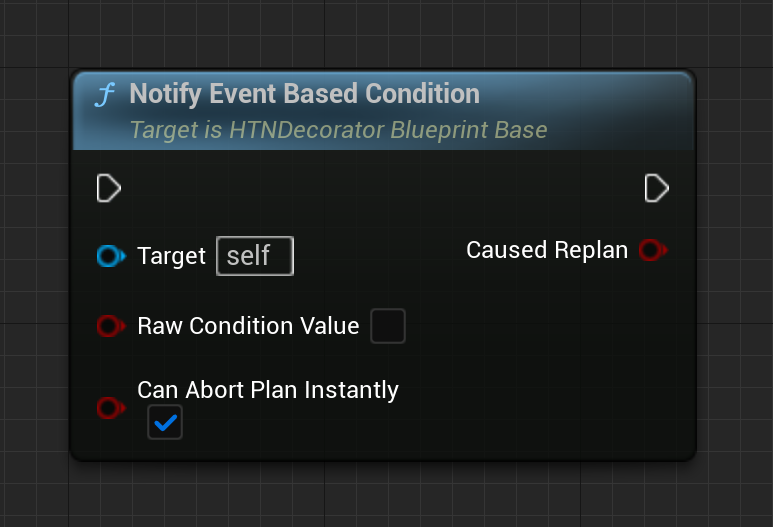 Notify Event Based Condition
Target is HTNDecorator Blueprint Base
Target self
Caused Replan
Raw Condition Value
Can Abort Plan Instantly